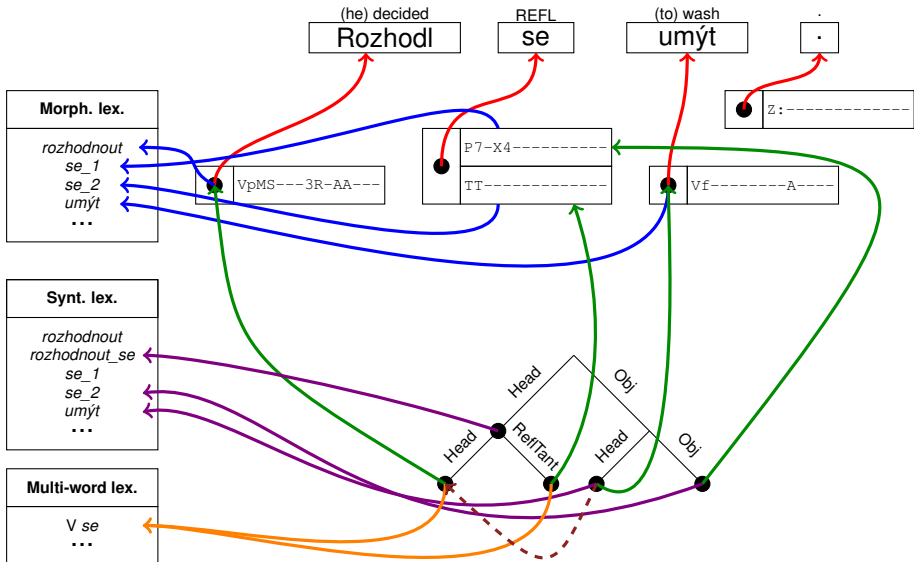 (he) decided REFL (to) wash .
Rozhodl se umýt .
Morph. lex.
rozhodnout
se_1
se_2
umýt
...
Z:-------------
P7-X4----------
TT-------------
VpMS---3R-AA---
Vf--------A----
Synt. lex.
rozhodnout
rozhodnout_se
se_1
se_2
umýt
...
Head
Obj
Head
ReflTant
Head
Obj
Multi-word lex.
V se
...